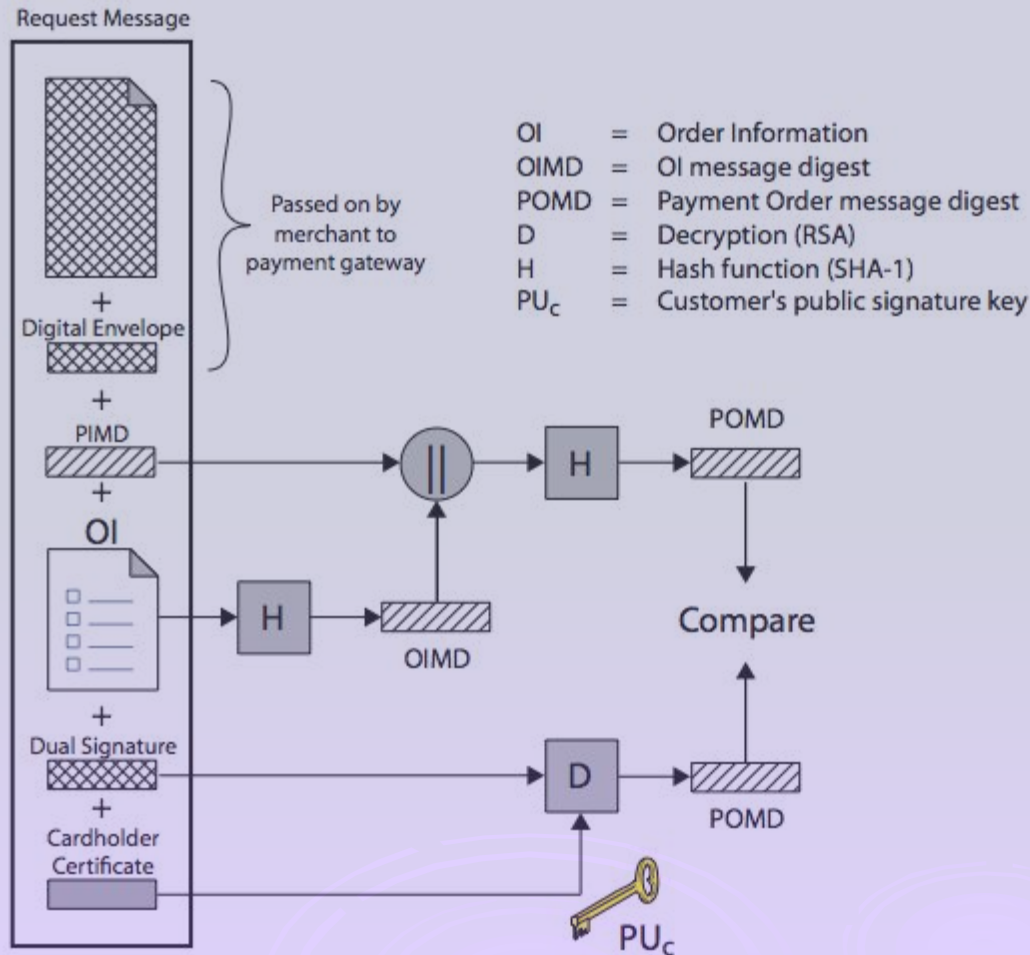 Request Message
Passed on by
merchant to
payment gateway
OI = Order Information
OIMD = OI message digest
POMD = Payment Order message digest
D = Decryption (RSA)
H = Hash function (SHA-1)
PUc = Customer's public signature key
+
Digital Envelope
+
PIMD
+
OI
+
Dual Signature
+
Cardholder
Certificate
||
H
POMD
H
OIMD
Compare
D
POMD
PUc